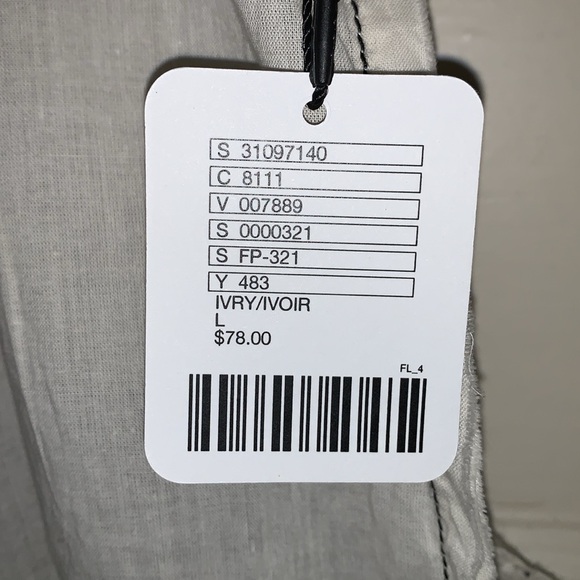 S 31097140
C 8111
V 007889
S 0000321
S FP-321
Y 483
IVRY/IVOIR
L
$78.00
FL_4